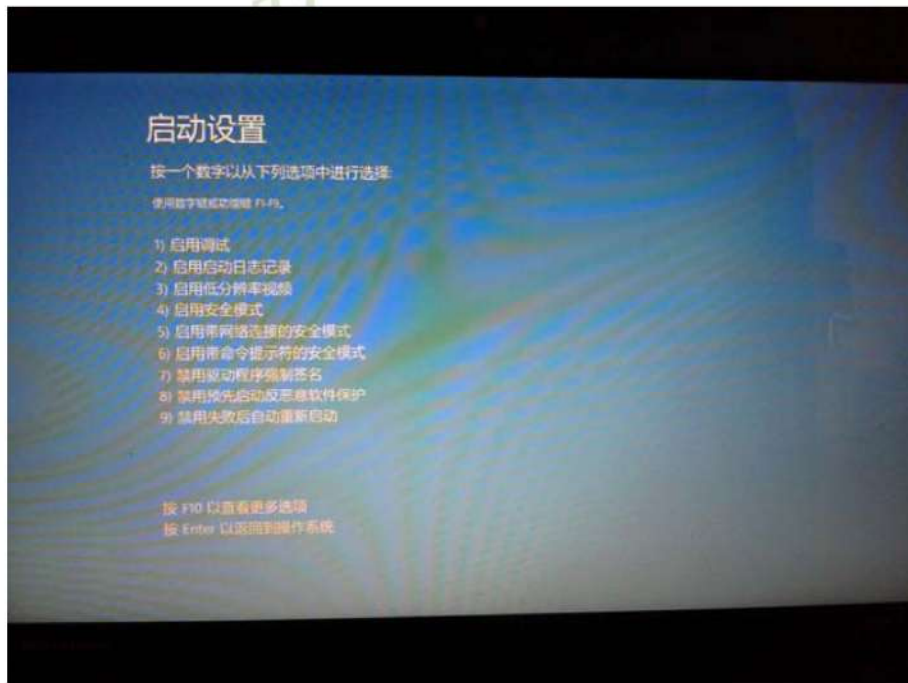 启动设置
按一个数字以从下列选项中进行选择:
使用数字键或功能键 F1-F9。
1) 启用调试
2) 启用启动日志记录
3) 启用低分辨率视频
4) 启用安全模式
5) 启用带网络连接的安全模式
6) 启用带命令提示符的安全模式
7) 禁用驱动程序强制签名
8) 禁用预先启动反恶意软件保护
9) 禁用失败后自动重新启动
按 F10 以查看更多选项
按 Enter 以返回到操作系统